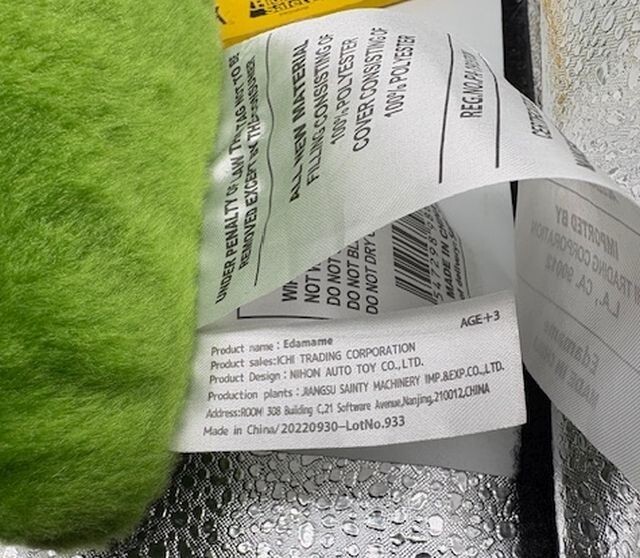 UNDER PENALTY OF LAW THIS TAG NOT TO BE
REMOVED EXCEPT BY THE CONSUMER
ALL NEW MATERIAL
FILLING CONSISTING OF
100% POLYESTER
COVER CONSISTING OF
100% POLYESTER
REG.NO.PA
DO NOT
DO NOT BL
DO NOT DRY C
MADE IN
IMPORTED BY
TRADING CORPORATION
L.A., CA, 90012
Edamame
MADE IN
AGE+3
Product name : Edamame
Product sales:ICHI TRADING CORPORATION
Product Design : NIHON AUTO TOY CO.,LTD.
Production plants : JIANGSU SAINTY MACHINERY IMP.&EXP.CO.,LTD.
Address:ROOM 308 Building C,21 Software Avenue,Nanjing,210012,CHINA
Made in China/20220930-LotNo.933